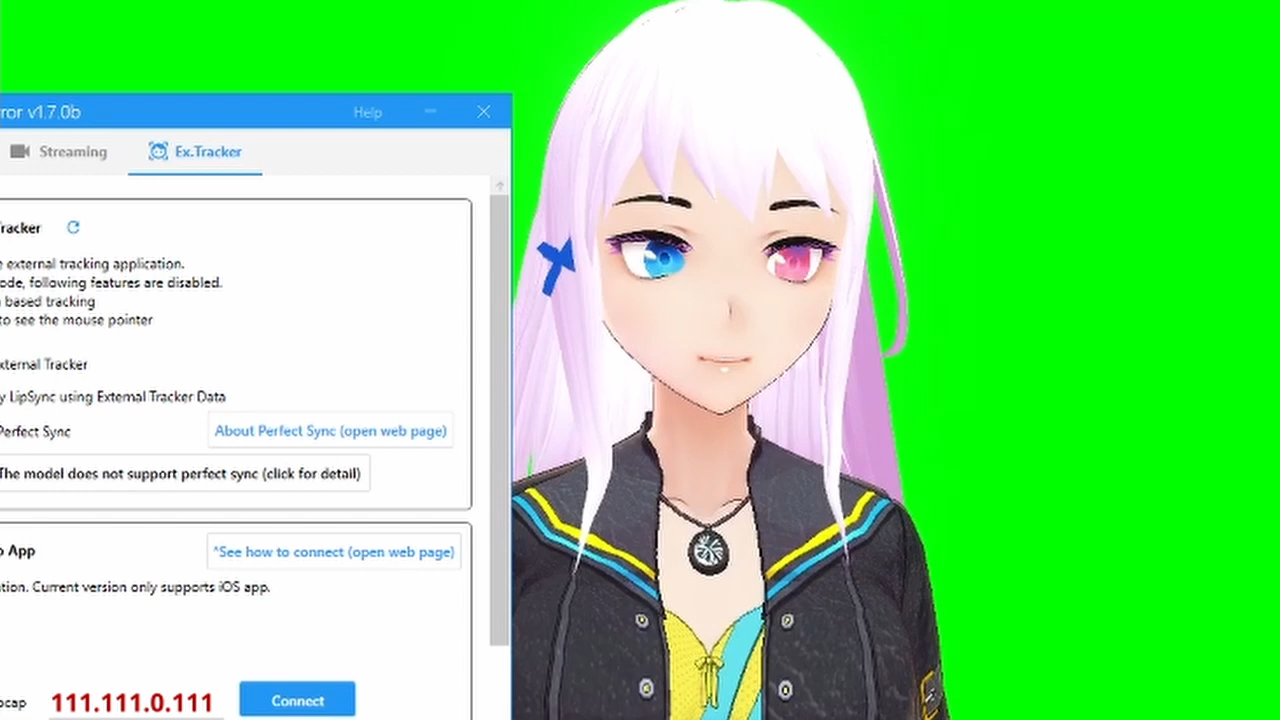 ror v1.7.0b Help
Streaming Ex.Tracker
Tracker
e external tracking application.
ode, following features are disabled.
based tracking
to see the mouse pointer
xternal Tracker
y LipSync using External Tracker Data
Perfect Sync About Perfect Sync (open web page)
The model does not support perfect sync (click for detail)
o App *See how to connect (open web page)
tion. Current version only supports iOS app.
ocap 111.111.0.111 Connect